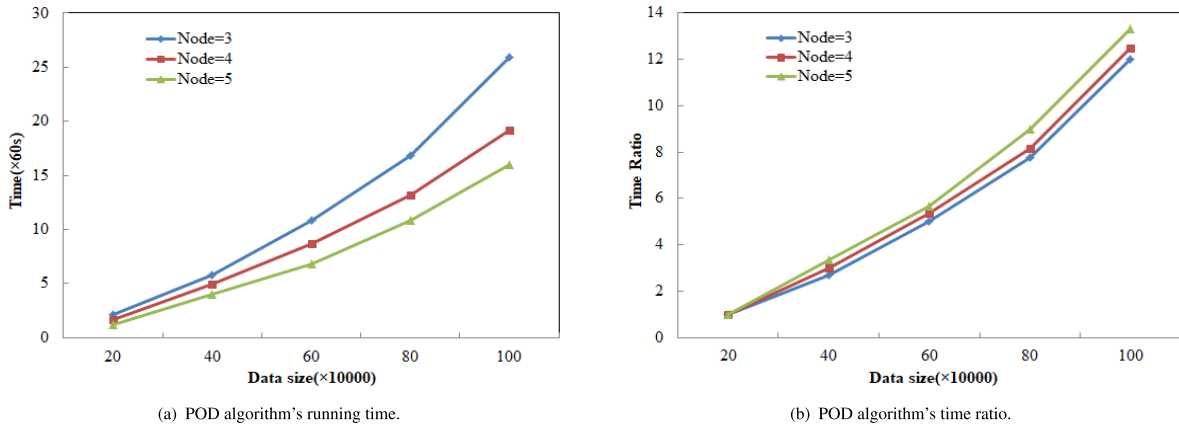 30
25
20
15
10
5
0
Time(×60s)
Node=3
Node=4
Node=5
20 40 60 80 100
Data size(×10000)
(a) POD algorithm's running time.
14
12
10
8
6
4
2
0
Time Ratio
Node=3
Node=4
Node=5
20 40 60 80 100
Data size(×10000)
(b) POD algorithm's time ratio.